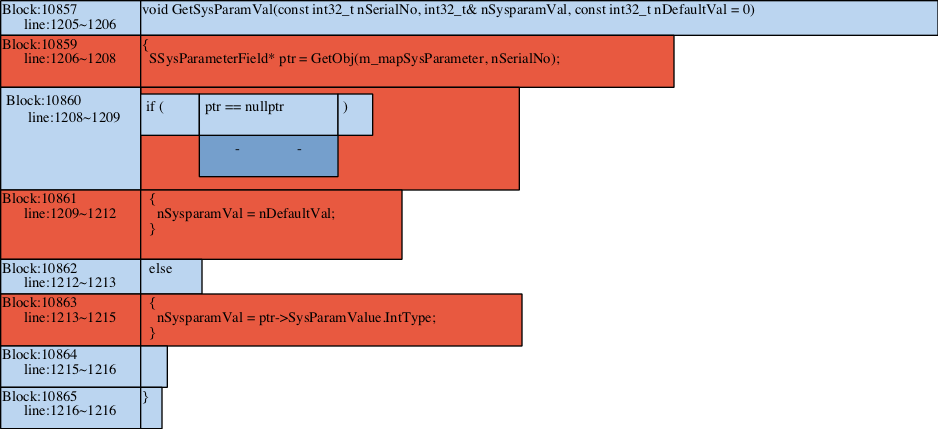 Block:10857 void GetSysParamVal(const int32_t nSerialNo, int32_t& nSysparamVal, const int32_t nDefaultVal = 0)
line:1205~1206
Block:10859 {
line:1206~1208 SSysParameterField* ptr = GetObj(m_mapSysParameter, nSerialNo);
Block:10860 if ( ptr == nullptr )
line:1208~1209
- -
Block:10861 {
line:1209~1212 nSysparamVal = nDefaultVal;
}
Block:10862 else
line:1212~1213
Block:10863 {
line:1213~1215 nSysparamVal = ptr->SysParamValue.IntType;
}
Block:10864
line:1215~1216
Block:10865 }
line:1216~1216